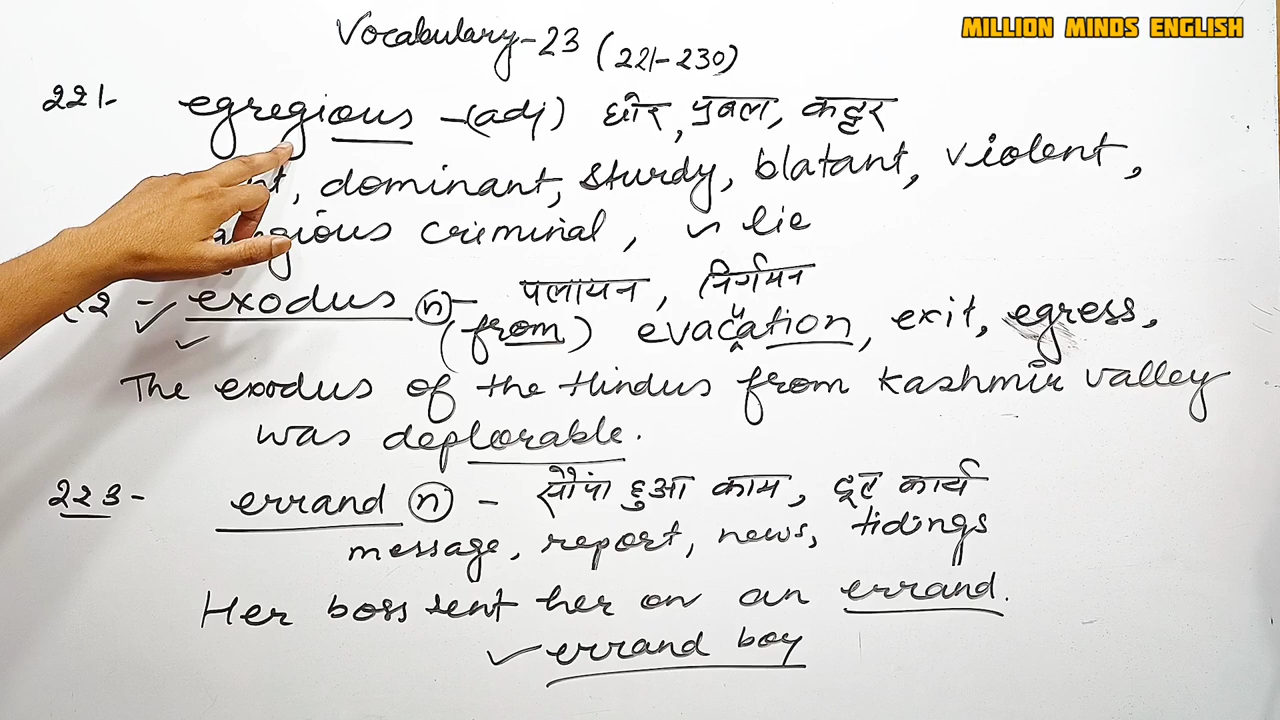 MILLION MINDS ENGLISH
Vocabulary-23 (221-230)
221- egregious -(adj) घोर, प्रबल, कट्टर
dominant, sturdy, blatant, violent,
criminal, ৲ lie
exodus (n)- पलायन, निर्गमन
(from) evacuation, exit, egress,
The exodus of the Hindus from Kashmir valley
was deplorable.
223- errand (n) - सौंपा हुआ काम, दूत कार्य
message, report, news, tidings
Her boss sent her on an errand.
errand boy